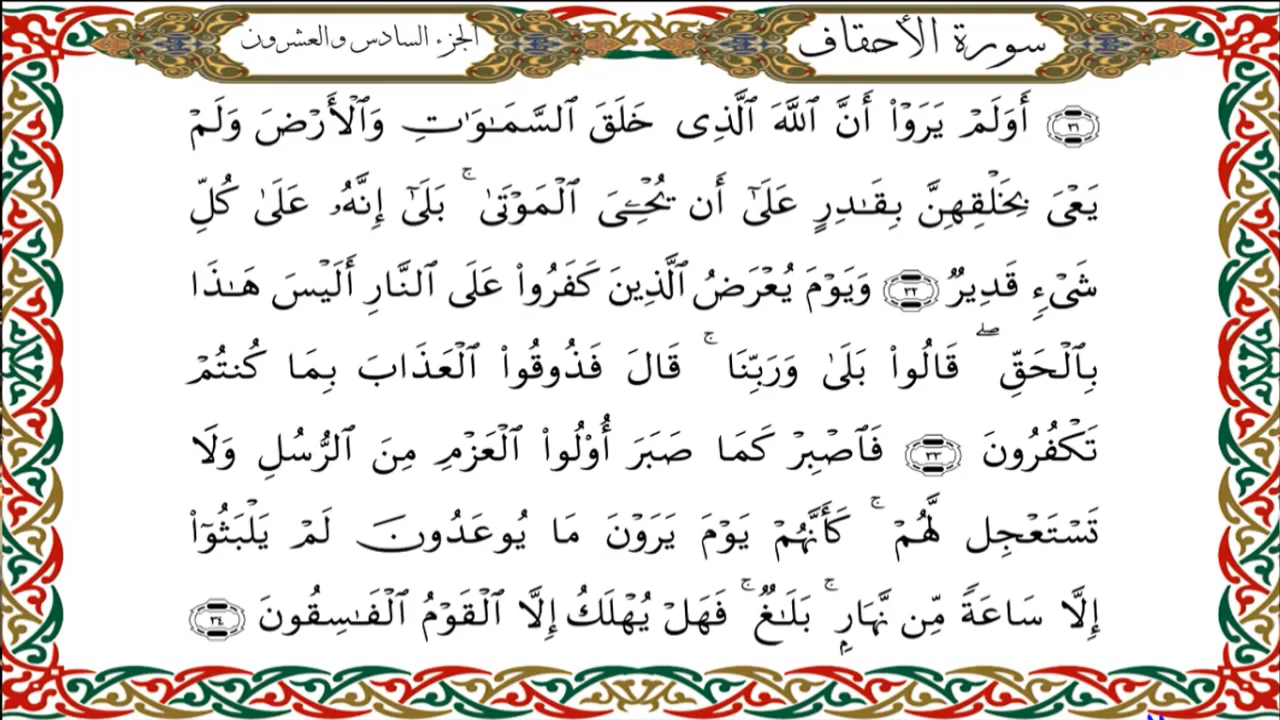 سورة الأحقاف
الجزء السادس والعشرون
٣١ أَوَلَمْ يَرَوْا۟ أَنَّ ٱللَّهَ ٱلَّذِى خَلَقَ ٱلسَّمَـٰوَٰتِ وَٱلْأَرْضَ وَلَمْ
يَعْىَ بِخَلْقِهِنَّ بِقَـٰدِرٍ عَلَىٰٓ أَن يُحْـِۧىَ ٱلْمَوْتَىٰ ۚ بَلَىٰٓ إِنَّهُۥ عَلَىٰ كُلِّ
شَىْءٍ قَدِيرٌ ٣٢ وَيَوْمَ يُعْرَضُ ٱلَّذِينَ كَفَرُوا۟ عَلَى ٱلنَّارِ أَلَيْسَ هَـٰذَا
بِٱلْحَقِّ ۖ قَالُوا۟ بَلَىٰ وَرَبِّنَا ۚ قَالَ فَذُوقُوا۟ ٱلْعَذَابَ بِمَا كُنتُمْ
تَكْفُرُونَ ٣٣ فَٱصْبِرْ كَمَا صَبَرَ أُو۟لُوا۟ ٱلْعَزْمِ مِنَ ٱلرُّسُلِ وَلَا
تَسْتَعْجِل لَّهُمْ ۚ كَأَنَّهُمْ يَوْمَ يَرَوْنَ مَا يُوعَدُونَ لَمْ يَلْبَثُوٓا۟
إِلَّا سَاعَةً مِّن نَّهَارٍۭ ۚ بَلَـٰغٌ ۚ فَهَلْ يُهْلَكُ إِلَّا ٱلْقَوْمُ ٱلْفَـٰسِقُونَ ٣٤